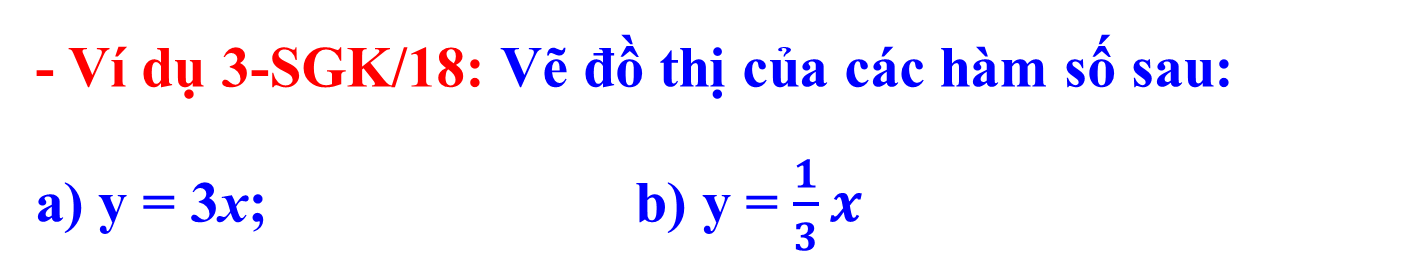 - Ví dụ 3-SGK/18: Vẽ đồ thị của các hàm số sau:
a) y = 3x; b) y = 1/3 x